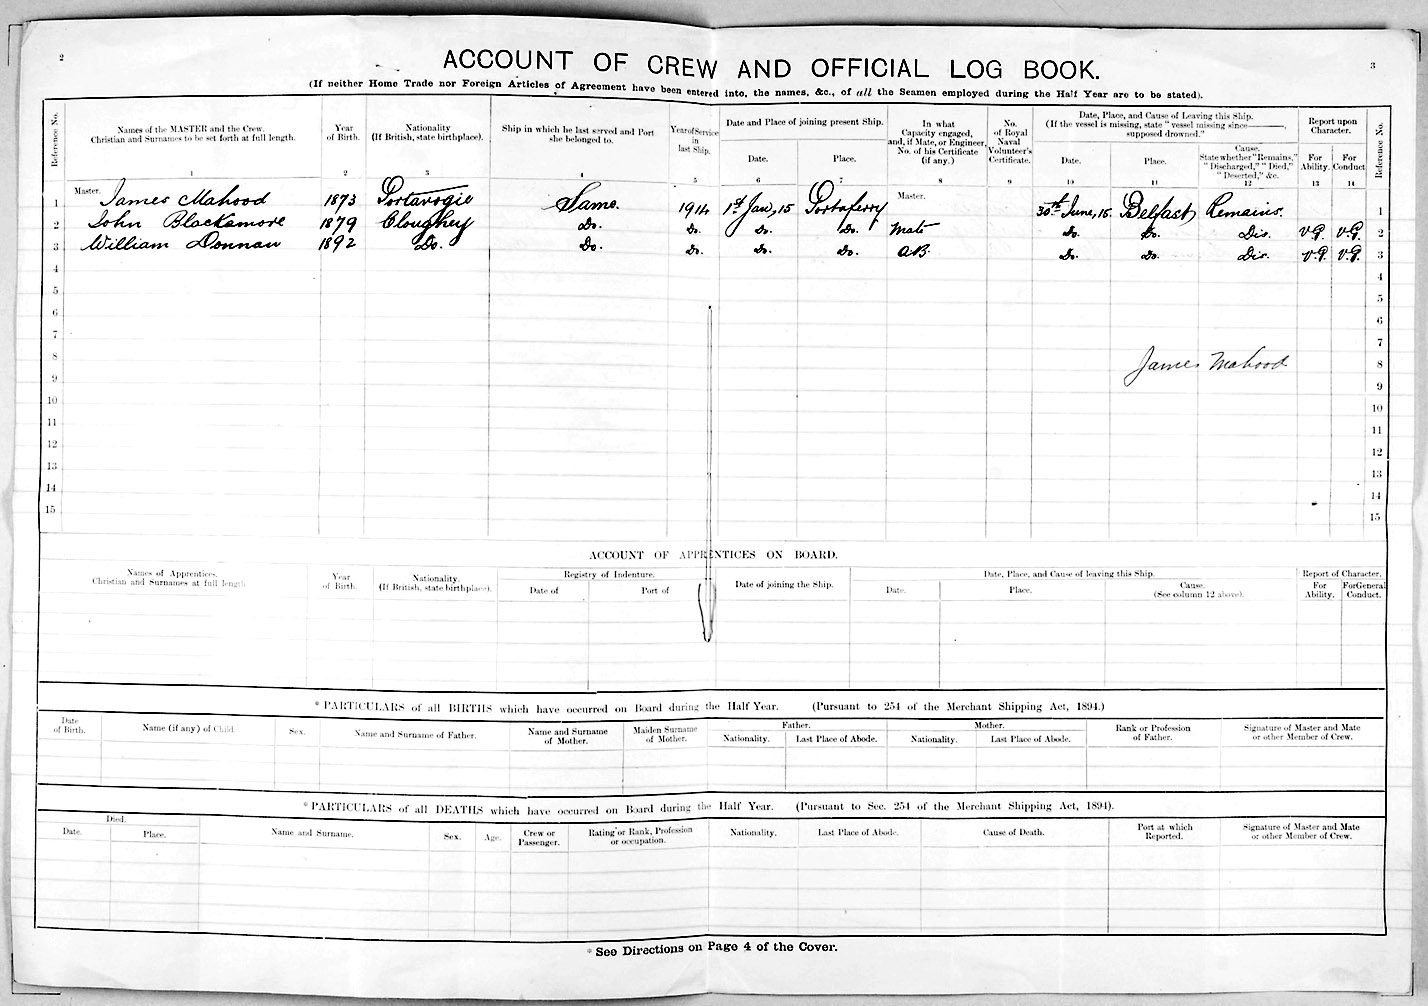 2
3
ACCOUNT OF CREW AND OFFICIAL LOG BOOK.
(If neither Home Trade nor Foreign Articles of Agreement have been entered into, the names, &c., of all the Seamen employed during the Half Year are to be stated).
Reference No.
Names of the MASTER and the Crew.
Christian and Surnames to be set forth at full length.
1
Year
of Birth.
2
Nationality
(If British, state birthplace).
3
Ship in which he last served and Port
she belonged to.
4
Year of Service
in
last Ship.
5
Date and Place of joining present Ship.
Date.
6
Place.
7
In what
Capacity engaged,
and, if Mate, or Engineer,
No. of his Certificate
(if any.)
8
No.
of Royal
Naval
Volunteer's
Certificate.
9
Date, Place, and Cause of Leaving this Ship.
(If the vessel is missing, state "vessel missing since———,
supposed drowned."
Date.
10
Place.
11
Cause.
State whether "Remains,"
"Discharged," "Died,"
"Deserted," &c.
12
Report upon
Character.
For
Ability.
13
For
Conduct
14
Reference No.
1 Master. James Mahood 1873 Portavogie Same. 1914 1st Jan, 15 Portaferry Master. 30th June, 15. Belfast Remains. 1
2 John Blackamore 1879 Cloughey Do. Do. Do. Do. Mate Do. Do. Dis. V.G. V.G. 2
3 William Donnan 1892 Do. Do. Do. Do. Do. A.B. Do. Do. Dis. V.G. V.G. 3
4 4
5 5
6 6
7 7
8 James Mahood 8
9 9
10 10
11 11
12 12
13 13
14 14
15 15
ACCOUNT OF APPRENTICES ON BOARD.
Names of Apprentices.
Christian and Surnames at full length
Year
of Birth.
Nationality.
(If British, state birthplace).
Registry of Indenture.
Date of
Port of
Date of joining the Ship.
Date, Place, and Cause of leaving this Ship.
Date.
Place.
Cause.
(See column 12 above).
Report of Character.
For
Ability.
For General
Conduct.
* PARTICULARS of all BIRTHS which have occurred on Board during the Half Year. (Pursuant to 254 of the Merchant Shipping Act, 1894.)
Date
of Birth.
Name (if any) of Child.
Sex.
Name and Surname of Father.
Name and Surname
of Mother.
Maiden Surname
of Mother.
Father.
Nationality.
Last Place of Abode.
Mother.
Nationality.
Last Place of Abode.
Rank or Profession
of Father.
Signature of Master and Mate
or other Member of Crew.
* PARTICULARS of all DEATHS which have occurred on Board during the Half Year. (Pursuant to Sec. 254 of the Merchant Shipping Act, 1894).
Died.
Date.
Place.
Name and Surname.
Sex.
Age.
Crew or
Passenger.
Rating or Rank, Profession
or occupation.
Nationality.
Last Place of Abode.
Cause of Death.
Port at which
Reported.
Signature of Master and Mate
or other Member of Crew.
* See Directions on Page 4 of the Cover.